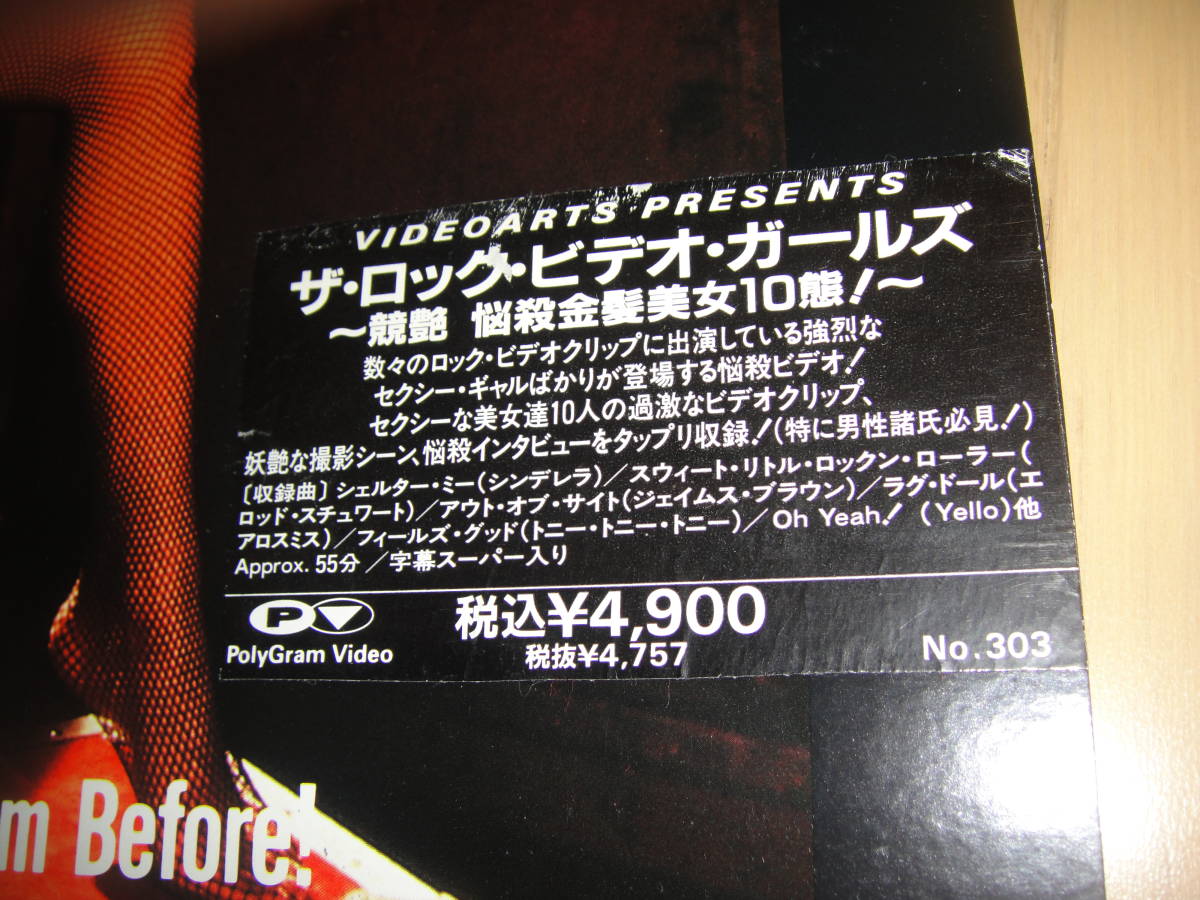 VIDEOARTS PRESENTS
ザ・ロック・ビデオ・ガールズ
〜競艶 悩殺金髪美女10態!〜
数々のロック・ビデオクリップに出演している強烈な
セクシー・ギャルばかりが登場する悩殺ビデオ!
セクシーな美女達10人の過激なビデオクリップ、
妖艶な撮影シーン、悩殺インタビューをタップリ収録!(特に男性諸氏必見!)
〔収録曲〕シェルター・ミー(シンデレラ)/スウィート・リトル・ロックン・ローラー(
ロッド・スチュワート)/アウト・オブ・サイト(ジェイムス・ブラウン)/ラグ・ドール(エ
アロスミス)/フィールズ・グッド(トニー・トニー・トニー)/Oh Yeah! (Yello)他
Approx. 55分/字幕スーパー入り
P
PolyGram Video
税込¥4,900
税抜¥4,757
No.303
m Before!